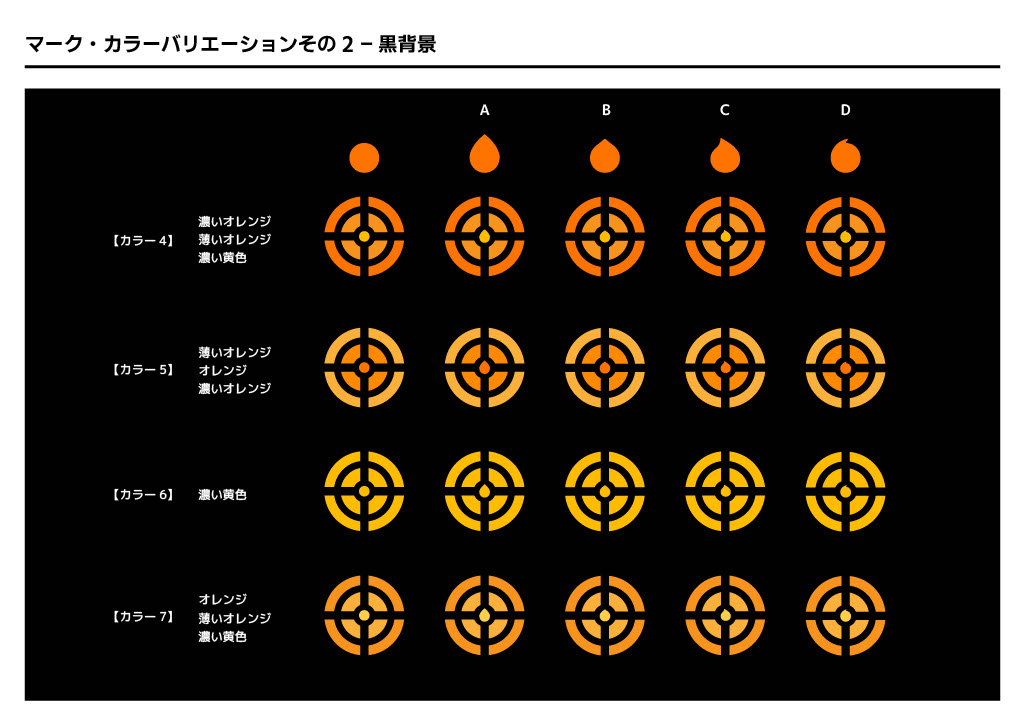 マーク・カラーバリエーションその 2 – 黒背景
A B C D
【カラー 4】
濃いオレンジ
薄いオレンジ
濃い黄色
【カラー 5】
薄いオレンジ
オレンジ
濃いオレンジ
【カラー 6】
濃い黄色
【カラー 7】
オレンジ
薄いオレンジ
濃い黄色